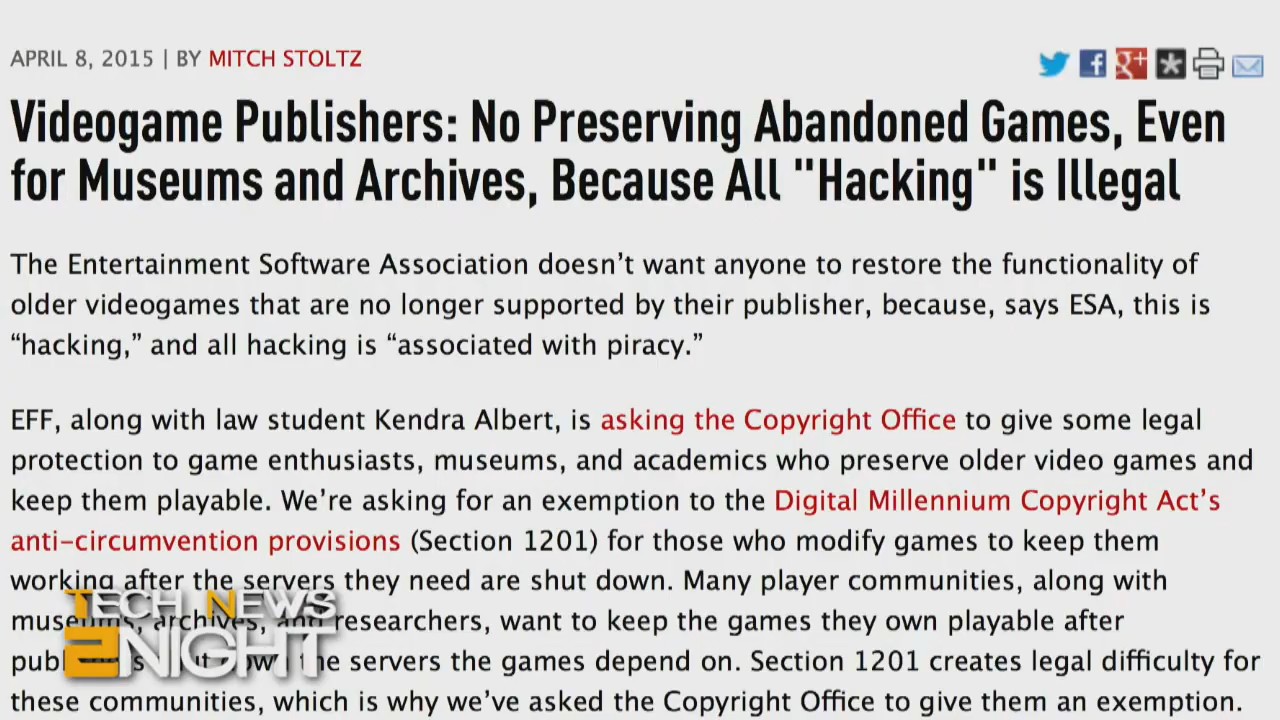 APRIL 8, 2015 | BY MITCH STOLTZ
Videogame Publishers: No Preserving Abandoned Games, Even
for Museums and Archives, Because All "Hacking" is Illegal
The Entertainment Software Association doesn’t want anyone to restore the functionality of
older videogames that are no longer supported by their publisher, because, says ESA, this is
“hacking,” and all hacking is “associated with piracy.”
EFF, along with law student Kendra Albert, is asking the Copyright Office to give some legal
protection to game enthusiasts, museums, and academics who preserve older video games and
keep them playable. We’re asking for an exemption to the Digital Millennium Copyright Act’s
anti-circumvention provisions (Section 1201) for those who modify games to keep them
working after the servers they need are shut down. Many player communities, along with
museums, archives, and researchers, want to keep the games they own playable after
the servers the games depend on. Section 1201 creates legal difficulty for
these communities, which is why we’ve asked the Copyright Office to give them an exemption.
TECH NEWS
2NIGHT